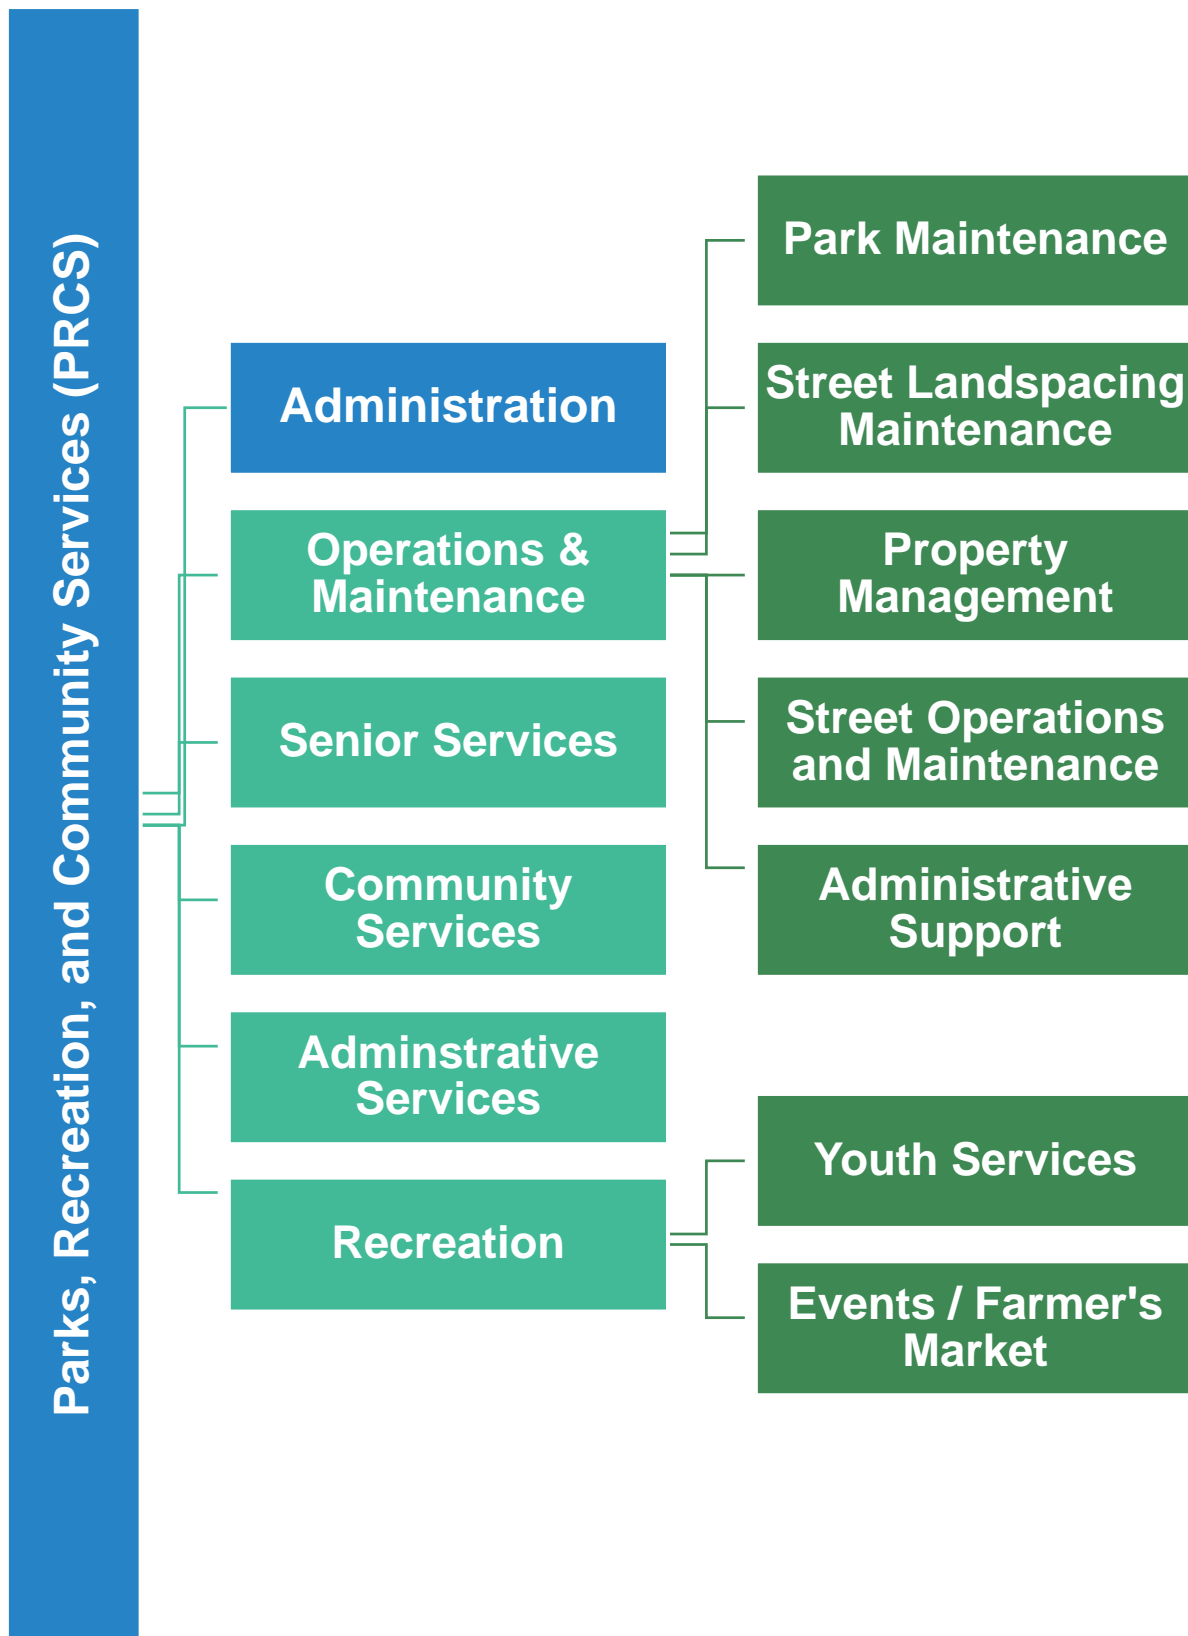 Parks, Recreation, and Community Services (PRCS)
Administration
Operations &
Maintenance
Senior Services
Community
Services
Adminstrative
Services
Recreation
Park Maintenance
Street Landspacing
Maintenance
Property
Management
Street Operations
and Maintenance
Administrative
Support
Youth Services
Events / Farmer's
Market